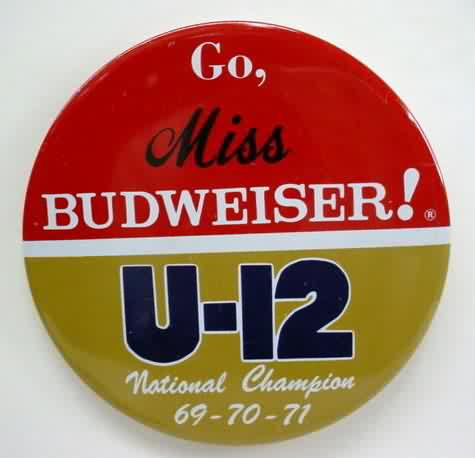 Go,
Miss
BUDWEISER!®
U-12
National Champion
69-70-71